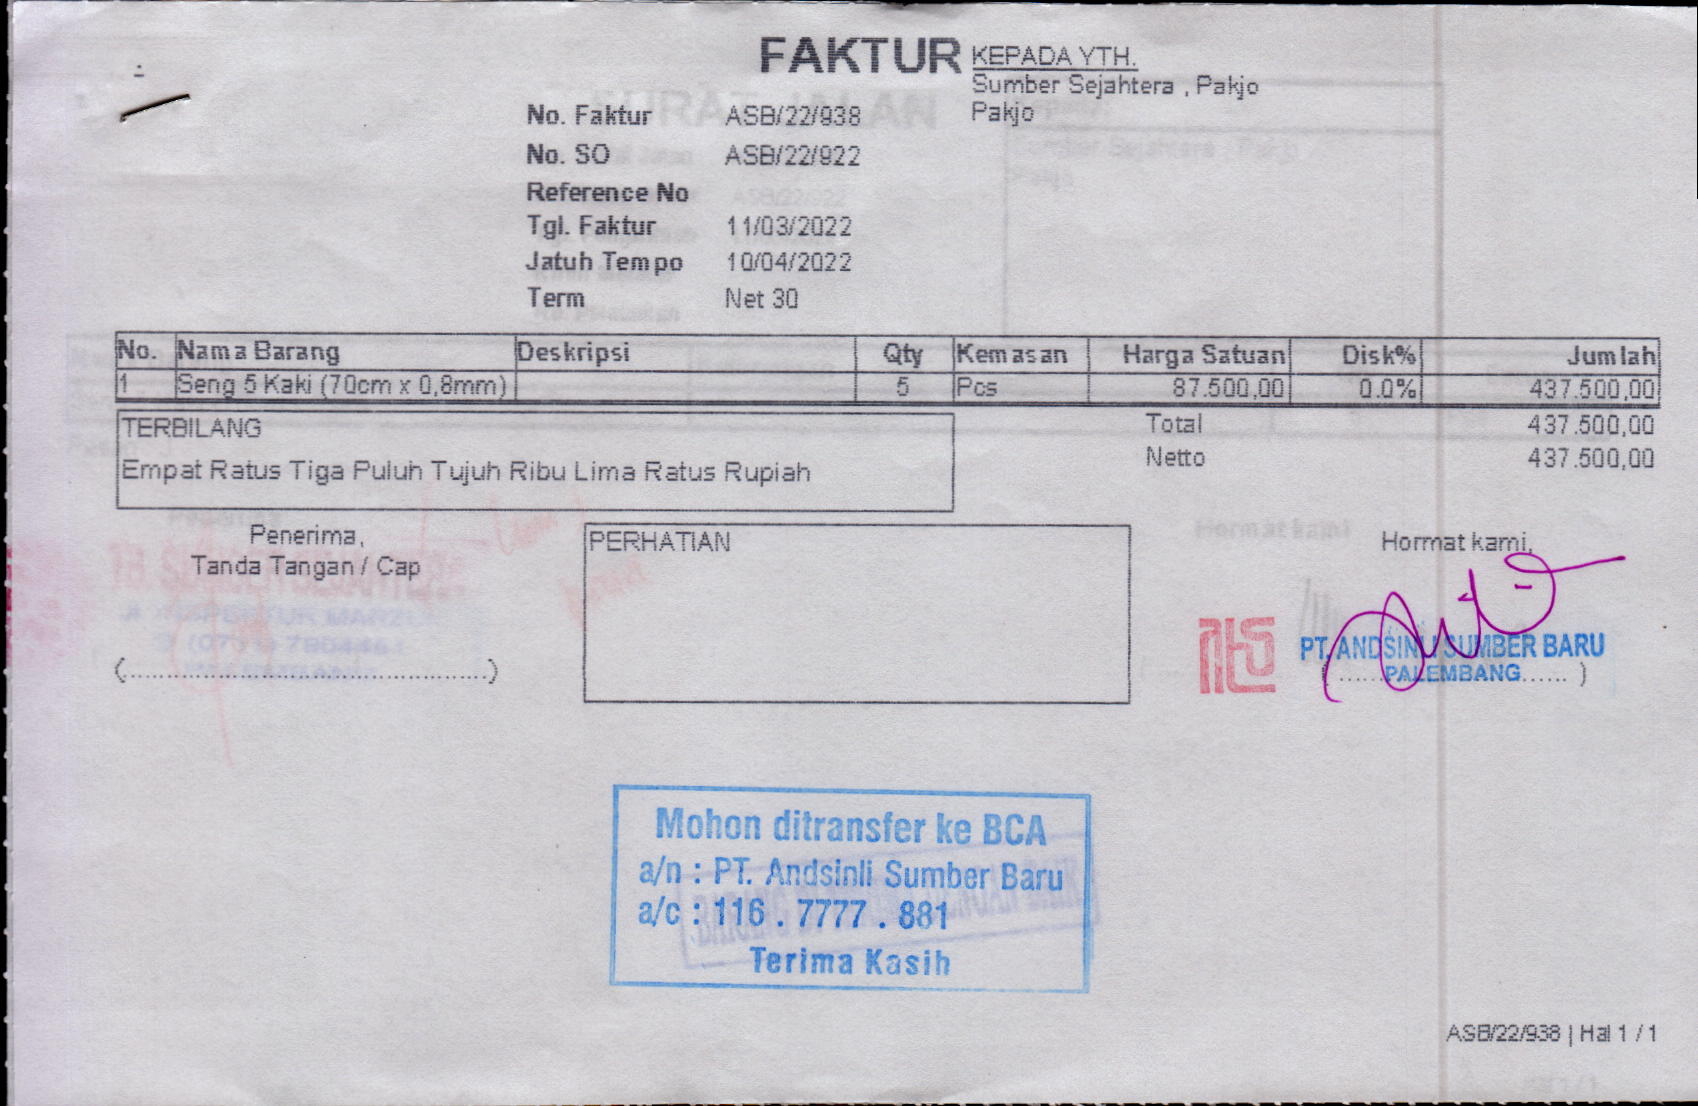 FAKTUR
KEPADA YTH.
Sumber Sejahtera , Pakjo
Pakjo
No. Faktur ASB/22/938
No. SO ASB/22/922
Reference No
Tgl. Faktur 11/03/2022
Jatuh Tempo 10/04/2022
Term Net 30
No. Nama Barang Deskripsi Qty Kemasan Harga Satuan Disk% Jumlah
1 Seng 5 Kaki (70cm x 0,8mm) 5 Pcs 87.500,00 0.0% 437.500,00
TERBILANG
Empat Ratus Tiga Puluh Tujuh Ribu Lima Ratus Rupiah
Total 437.500,00
Netto 437.500,00
Penerima,
Tanda Tangan / Cap
(....................................................)
PERHATIAN
Hormat kami,
PT. ANDSINLI SUMBER BARU
PALEMBANG
Mohon ditransfer ke BCA
a/n : PT. Andsinli Sumber Baru
a/c : 116 . 7777 . 881
Terima Kasih
ASB/22/938 | Hal 1 / 1